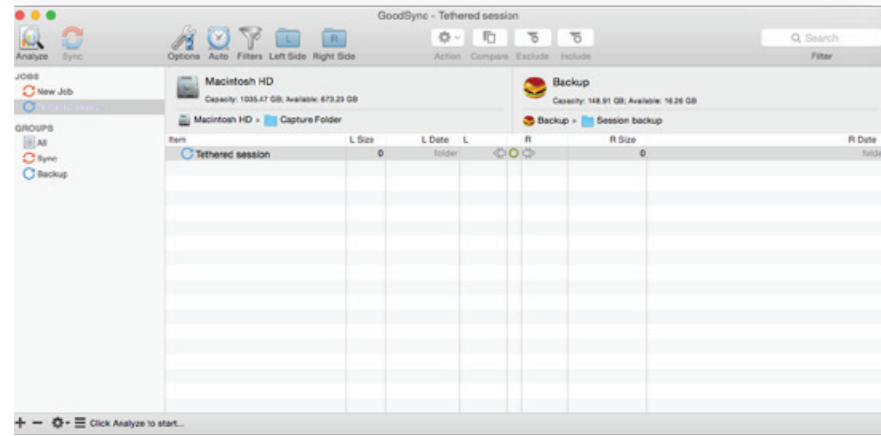 GoodSync - Tethered session
Analyze Sync Options Auto Filters Left Side Right Side Action Compare Exclude Include Search Filter
L R
JOBS
New Job
GROUPS
All
Sync
Backup
Macintosh HD
Capacity: 1035.47 GB; Available: 673.23 GB
Macintosh HD > Capture Folder
Backup
Capacity: 148.91 GB; Available: 16.26 GB
Backup > Session backup
Item L Size L Date L R R Size R Date
Tethered session 0 folder 0 folde
Click Analyze to start...